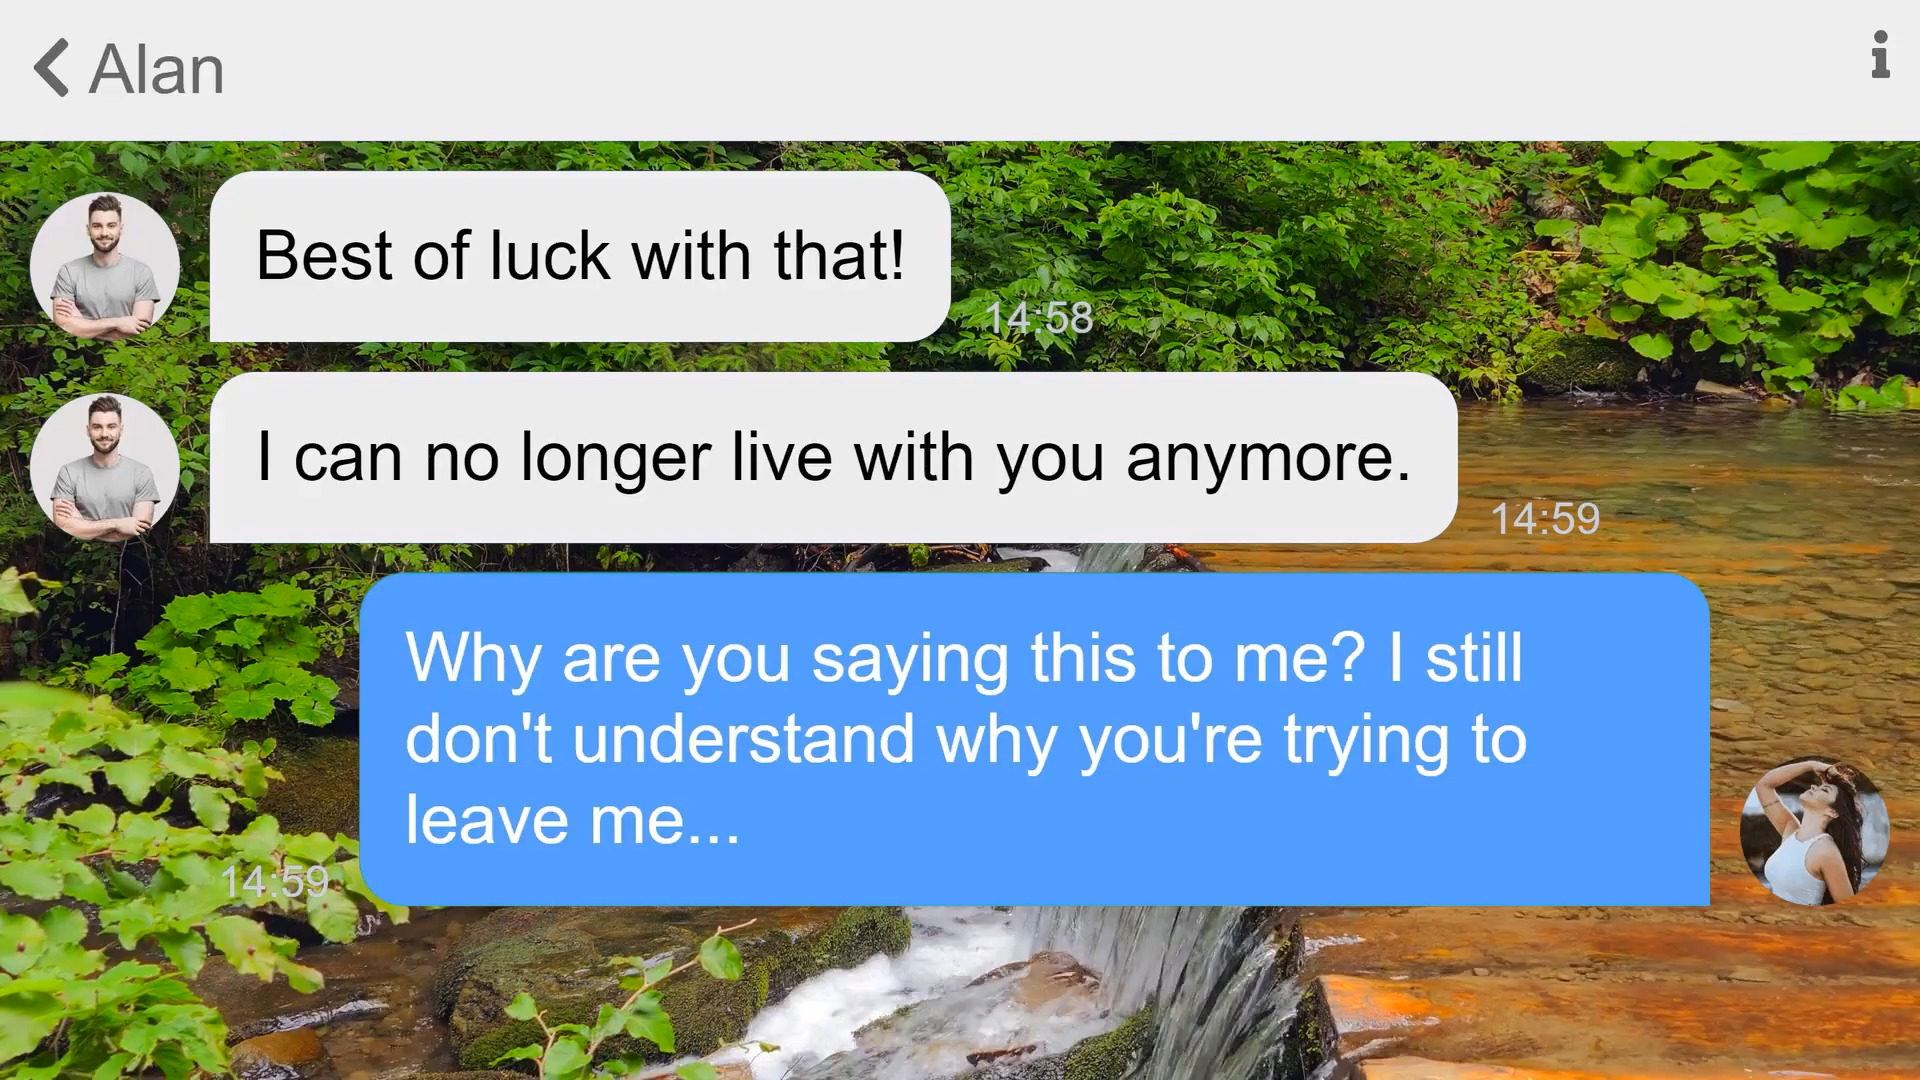 Alan
Best of luck with that!
14:58
I can no longer live with you anymore.
14:59
Why are you saying this to me? I still
don't understand why you're trying to
leave me...
14:59